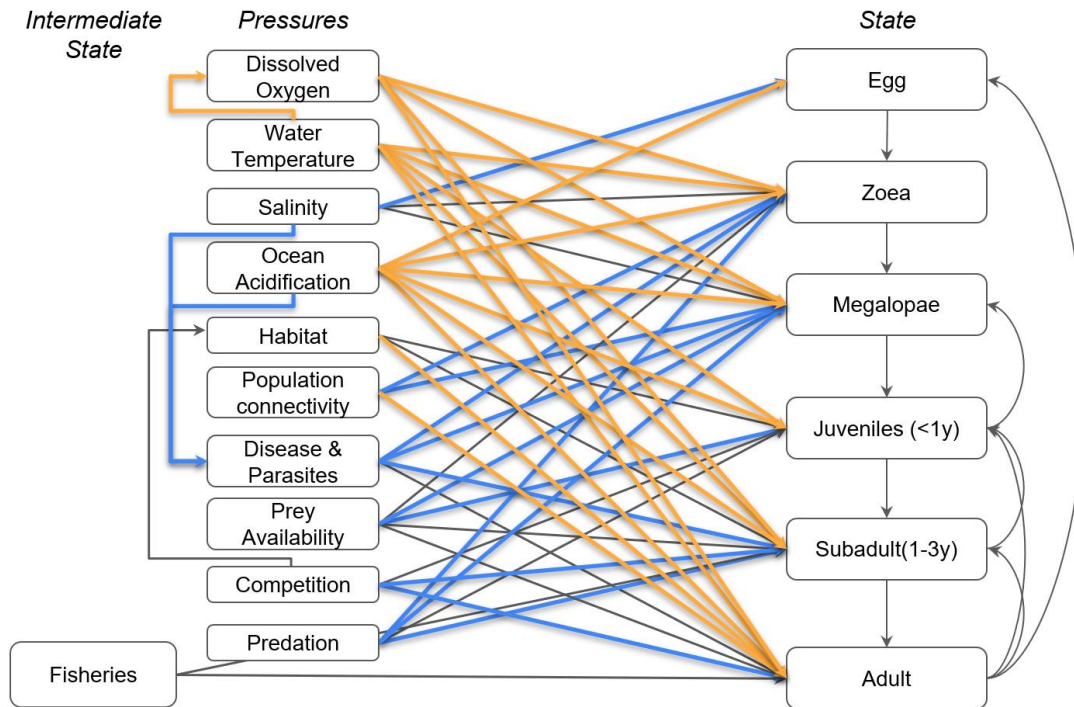 Intermediate
State
Pressures
State
Dissolved
Oxygen
Water
Temperature
Salinity
Ocean
Acidification
Habitat
Population
connectivity
Disease &
Parasites
Prey
Availability
Competition
Predation
Fisheries
Egg
Zoea
Megalopae
Juveniles (<1y)
Subadult(1-3y)
Adult